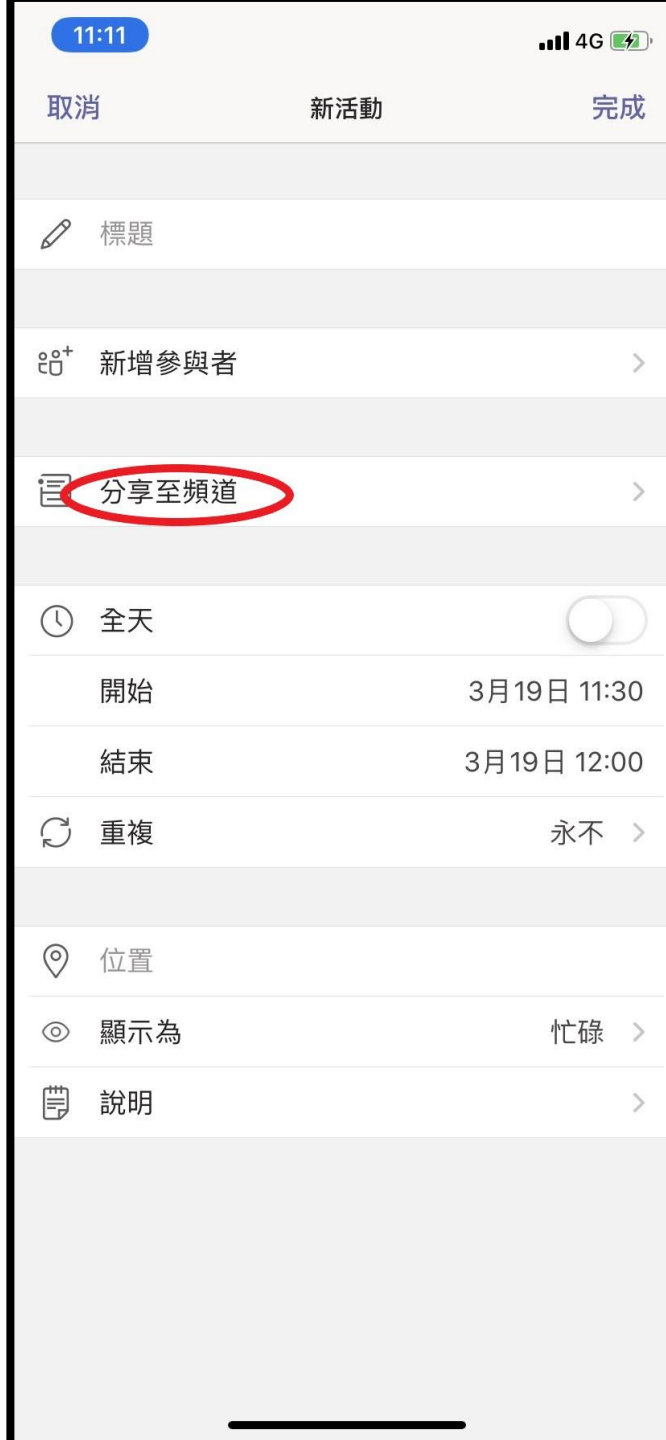 11:11 4G
取消 新活動 完成
標題
新增參與者
分享至頻道
全天
開始 3月19日 11:30
結束 3月19日 12:00
重複 永不
位置
顯示為 忙碌
說明